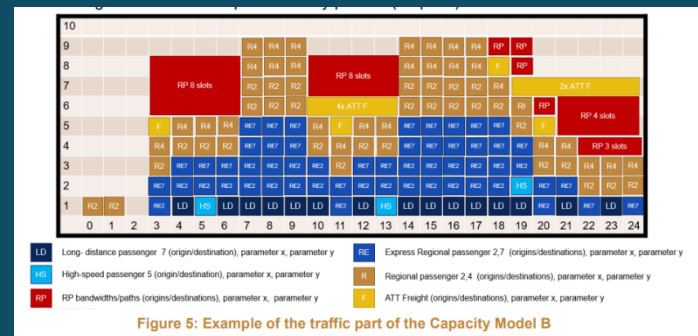 10
9 R4 R4 R4 R4 R4 R4 R4 RP RP
8 RP 8 slots R4 R4 R4 RP 8 slots R4 R4 R4 R4 F RP
7 R2 R2 R2 R2 R2 R2 R4 R4 2x ATT F
6 R2 R2 R2 4x ATT F R2 R2 R2 R2 R2 RI RP RP 4 slots
5 F R4 R4 R4 RE7 RE7 RE7 R4 F R4 R4 RE7 RE7 RE7 RE7 RE7 R2 F
4 R4 R2 R2 R4 RE7 RE7 RE7 R2 R4 R2 R2 RE7 RE7 RE7 RE7 RE7 R4 R4 R4 RP 3 slots
3 R2 RE7 RE7 RE7 RE2 RE2 RE2 RE2 R2 RE7 RE7 RE2 RE2 RE2 RE2 RE2 RE7 R2 R2 R4 R4 R4
2 RE7 RE2 RE2 RE2 RE2 RE2 RE2 RE2 RE7 RE2 RE2 RE2 RE2 RE2 RE2 RE2 HS RE7 RE7 R2 R2 R2
1 R2 R2 RE2 LD HS LD LD LD LD LD RE2 LD HS LD LD LD LD LD LD RE2 LD RE7 RE7 LD
0 1 2 3 4 5 6 7 8 9 10 11 12 13 14 15 16 17 18 19 20 21 22 23 24
LD Long- distance passenger 7 (origin/destination), parameter x, parameter y
RE Express Regional passenger 2,7 (origins/destinations), parameter x, parameter y
HS High-speed passenger 5 (origin/destination), parameter x, parameter y
R Regional passenger 2,4 (origins/destinations), parameter x, parameter y
RP RP bandwidths/paths (origins/destinations), parameter x, parameter y
F ATT Freight (origins/destinations), parameter x, parameter y
Figure 5: Example of the traffic part of the Capacity Model B